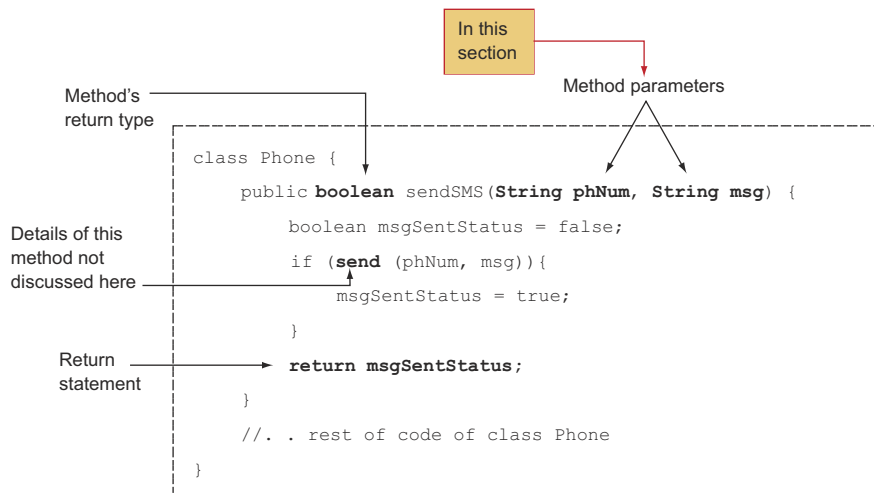 In this
section
Method parameters
Method's
return type
class Phone {
public boolean sendSMS(String phNum, String msg) {
boolean msgSentStatus = false;
Details of this
method not
discussed here
if (send (phNum, msg)){
msgSentStatus = true;
}
Return
statement
return msgSentStatus;
}
//. . rest of code of class Phone
}